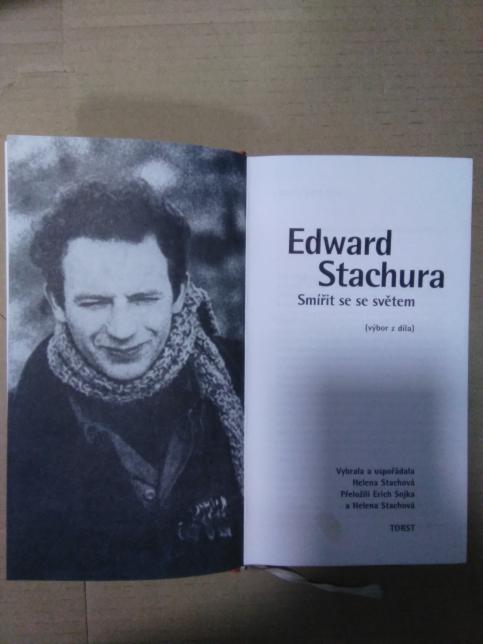 Edward
Stachura
Smířit se se světem
(výbor z díla)
Vybrala a uspořádala
Helena Stachová
Přeložili Erich Sojka
a Helena Stachová
TORST